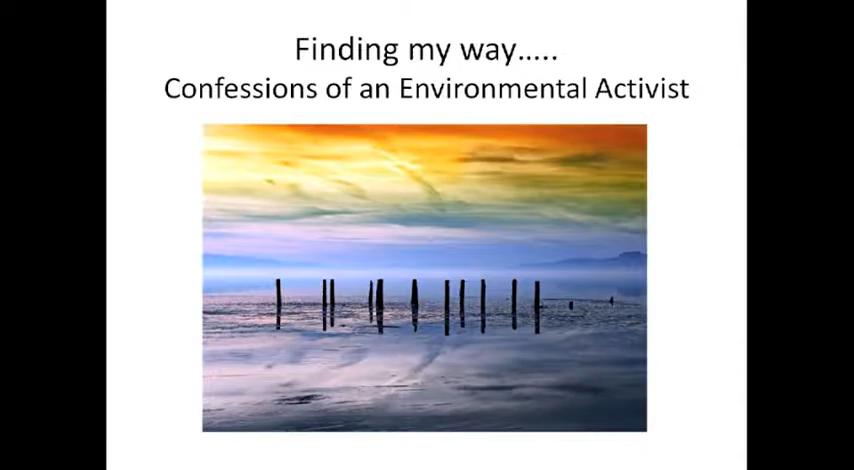 Finding my way.....
Confessions of an Environmental Activist